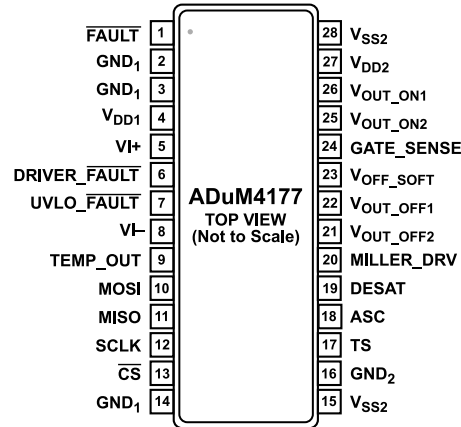 FAULT 1
GND1 2
GND1 3
VDD1 4
VI+ 5
DRIVER_FAULT 6
UVLO_FAULT 7
VI– 8
TEMP_OUT 9
MOSI 10
MISO 11
SCLK 12
CS 13
GND1 14
ADuM4177
TOP VIEW
(Not to Scale)
28 VSS2
27 VDD2
26 VOUT_ON1
25 VOUT_ON2
24 GATE_SENSE
23 VOFF_SOFT
22 VOUT_OFF1
21 VOUT_OFF2
20 MILLER_DRV
19 DESAT
18 ASC
17 TS
16 GND2
15 VSS2